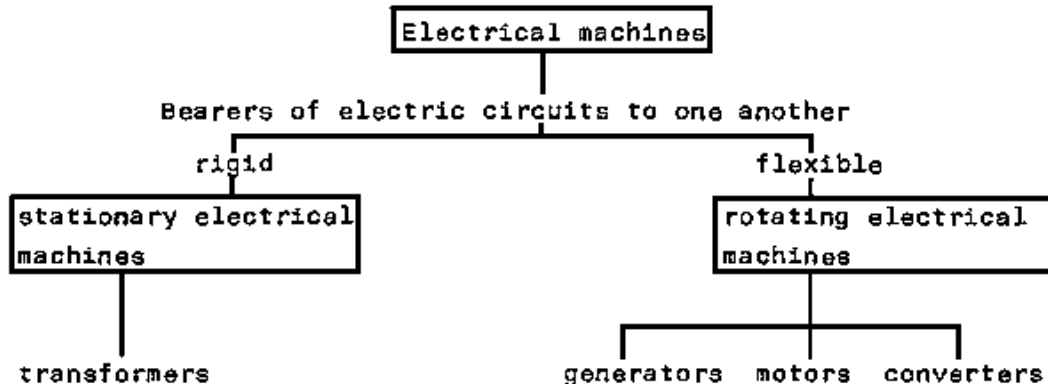 Electrical machines
Bearers of electric circuits to one another
rigid
flexible
stationary electrical
machines
rotating electrical
machines
transformers
generators motors converters